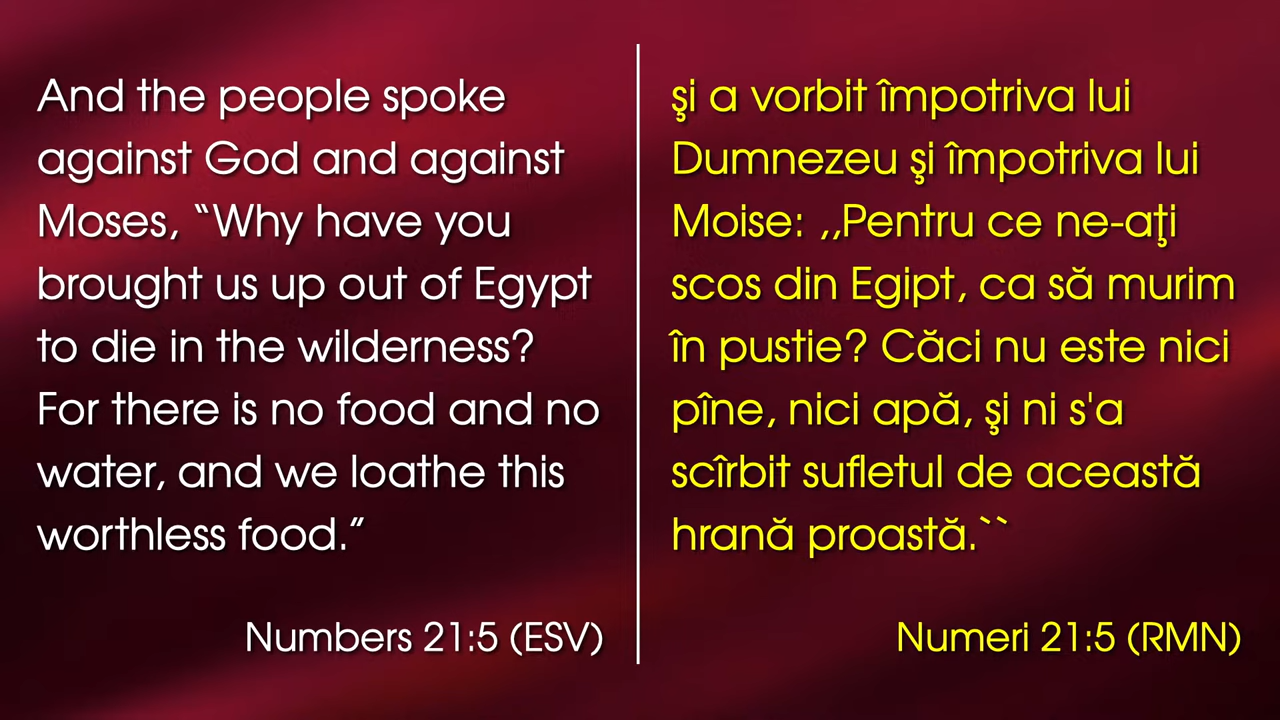 And the people spoke
against God and against
Moses, “Why have you
brought us up out of Egypt
to die in the wilderness?
For there is no food and no
water, and we loathe this
worthless food.”
Numbers 21:5 (ESV)
şi a vorbit împotriva lui
Dumnezeu şi împotriva lui
Moise: ,,Pentru ce ne-aţi
scos din Egipt, ca să murim
în pustie? Căci nu este nici
pîne, nici apă, şi ni s'a
scîrbit sufletul de această
hrană proastă.``
Numeri 21:5 (RMN)